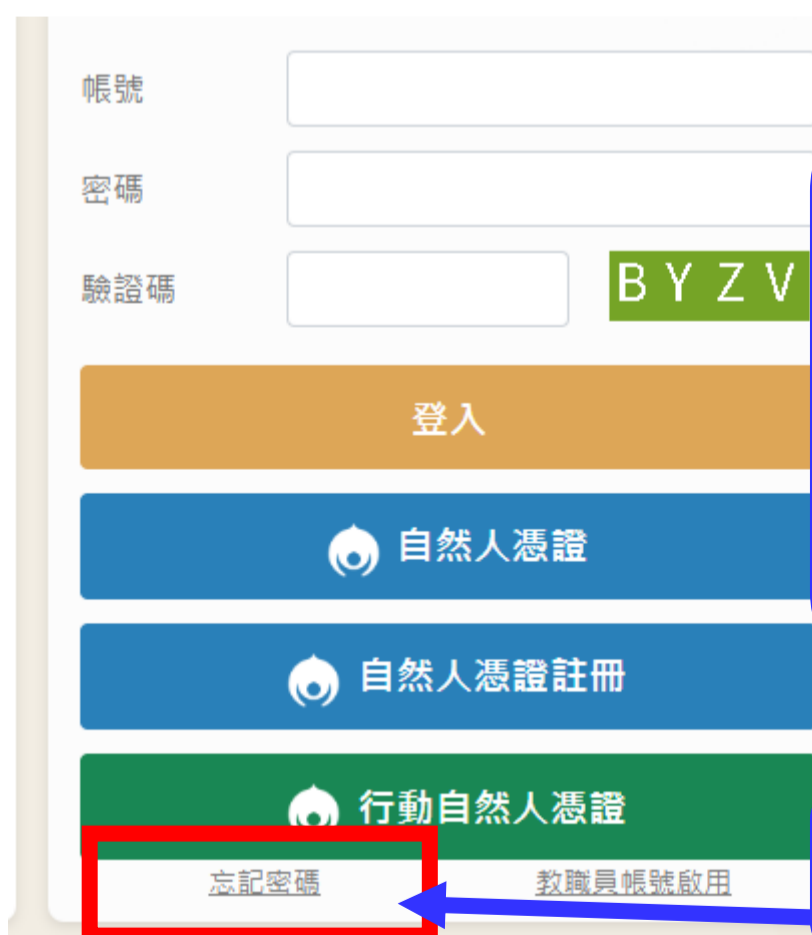 帳號
密碼
驗證碼 BYZV
登入
自然人憑證
自然人憑證註冊
行動自然人憑證
忘記密碼 教職員帳號啟用